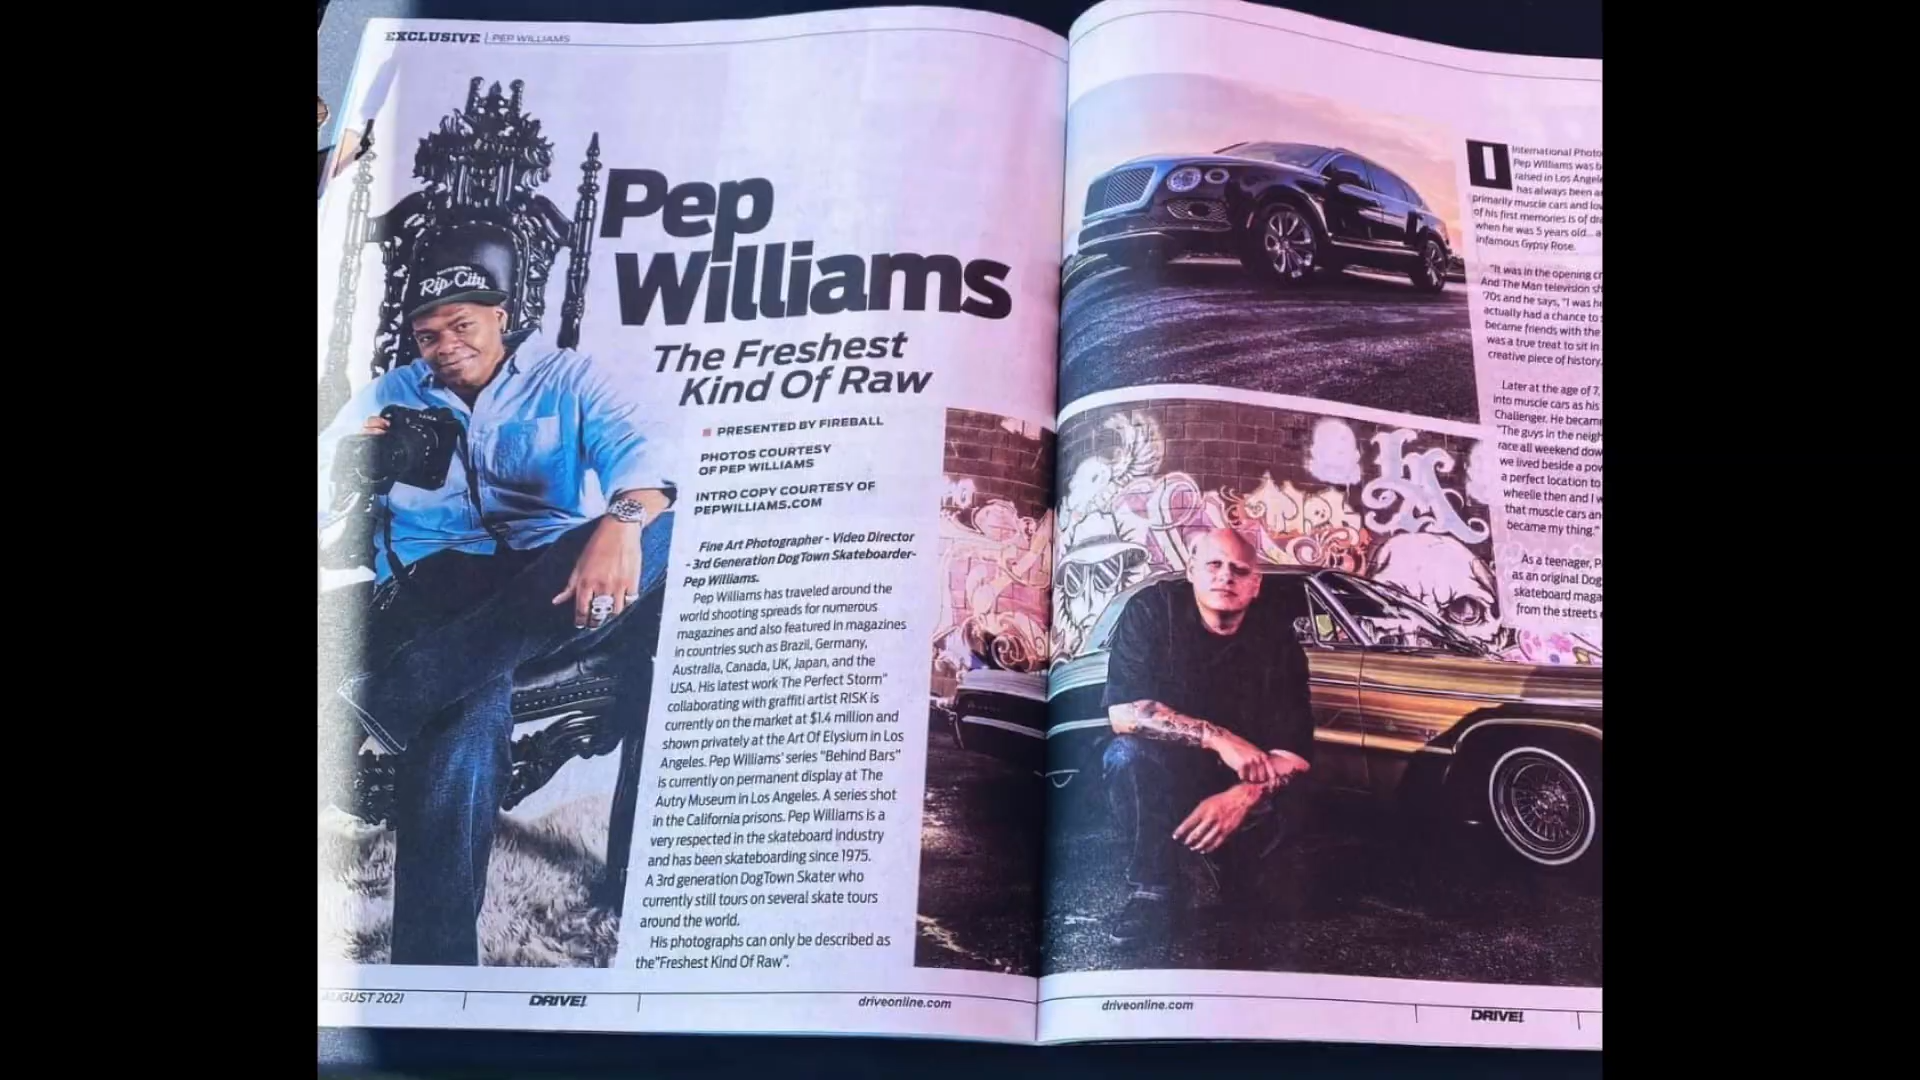 EXCLUSIVE | PEP WILLIAMS
Rip City
LEICA
Pep
Williams
The Freshest
Kind Of Raw
PRESENTED BY FIREBALL
PHOTOS COURTESY
OF PEP WILLIAMS
INTRO COPY COURTESY OF
PEPWILLIAMS.COM
Fine Art Photographer - Video Director
- 3rd Generation DogTown Skateboarder-
Pep Williams.
Pep Williams has traveled around the
world shooting spreads for numerous
magazines and also featured in magazines
in countries such as Brazil, Germany,
Australia, Canada, UK, Japan, and the
USA. His latest work The Perfect Storm"
collaborating with graffiti artist RISK is
currently on the market at $1.4 million and
shown privately at the Art Of Elysium in Los
Angeles. Pep Williams' series "Behind Bars"
is currently on permanent display at The
Autry Museum in Los Angeles. A series shot
in the California prisons. Pep Williams is a
very respected in the skateboard industry
and has been skateboarding since 1975.
A 3rd generation DogTown Skater who
currently still tours on several skate tours
around the world.
His photographs can only be described as
the"Freshest Kind Of Raw".
AUGUST 2021
DRIVE!
driveonline.com
LA
I
International Photo
Pep Williams was b
raised in Los Angele
has always been a
primarily muscle cars and low
of his first memories is of dr
when he was 5 years old... a
infamous Gypsy Rose.
"It was in the opening cr
And The Man television sh
'70s and he says, "I was h
actually had a chance to
became friends with the
was a true treat to sit in
creative piece of history.
Later at the age of 7,
into muscle cars as his
Challenger. He becam
"The guys in the neigh
race all weekend dow
we lived beside a pow
a perfect location to
wheelie then and I w
that muscle cars an
became my thing."
As a teenager, P
as an original Dog
skateboard maga
from the streets
driveonline.com
DRIVE!